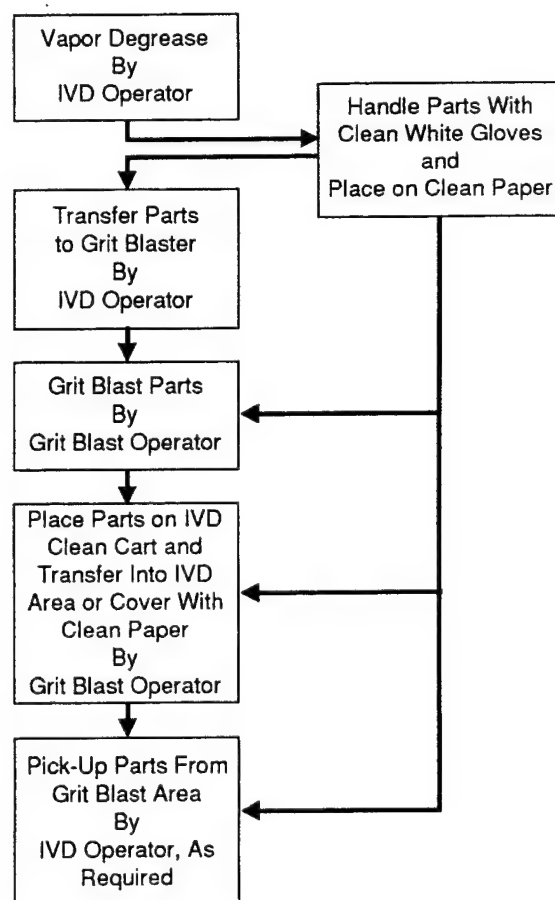 Vapor Degrease
By
IVD Operator
Handle Parts With
Clean White Gloves
and
Place on Clean Paper
Transfer Parts
to Grit Blaster
By
IVD Operator
Grit Blast Parts
By
Grit Blast Operator
Place Parts on IVD
Clean Cart and
Transfer Into IVD
Area or Cover With
Clean Paper
By
Grit Blast Operator
Pick-Up Parts From
Grit Blast Area
By
IVD Operator, As
Required